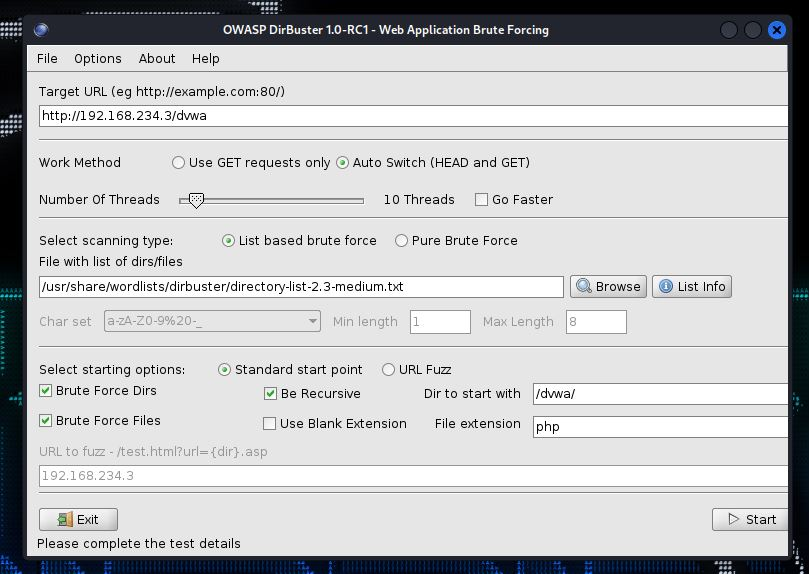 OWASP DirBuster 1.0-RC1 - Web Application Brute Forcing
File Options About Help
Target URL (eg http://example.com:80/)
http://192.168.234.3/dvwa
Work Method Use GET requests only Auto Switch (HEAD and GET)
Number Of Threads 10 Threads Go Faster
Select scanning type: List based brute force Pure Brute Force
File with list of dirs/files
/usr/share/wordlists/dirbuster/directory-list-2.3-medium.txt Browse List Info
Char set a-zA-Z0-9%20-_ Min length 1 Max Length 8
Select starting options: Standard start point URL Fuzz
Brute Force Dirs Be Recursive Dir to start with /dvwa/
Brute Force Files Use Blank Extension File extension php
URL to fuzz - /test.html?url={dir}.asp
192.168.234.3
Exit Start
Please complete the test details